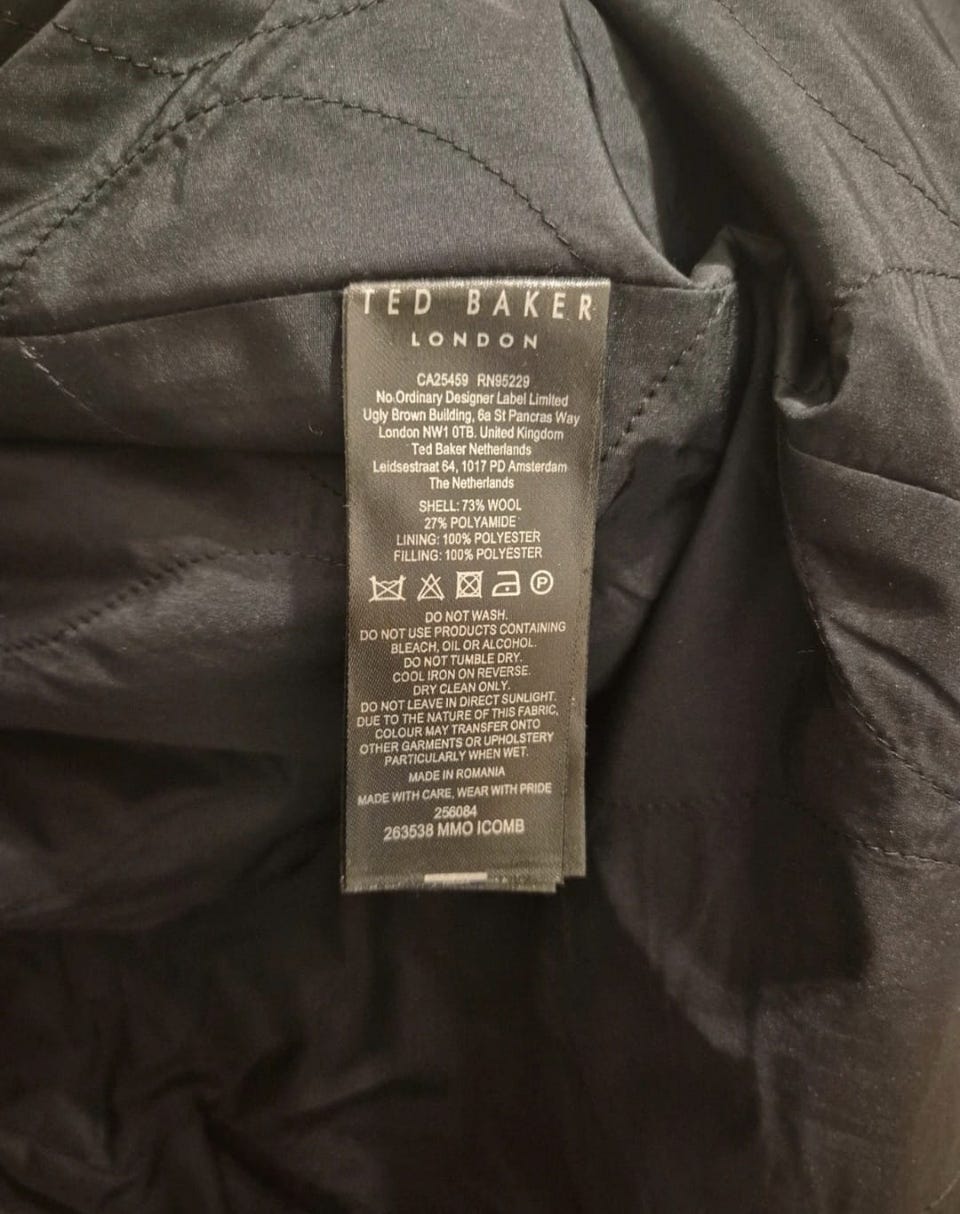 TED BAKER
LONDON
CA25459 RN95229
No Ordinary Designer Label Limited
Ugly Brown Building, 6a St Pancras Way
London NW1 0TB. United Kingdom
Ted Baker Netherlands
Leidsestraat 64, 1017 PD Amsterdam
The Netherlands
SHELL: 73% WOOL
27% POLYAMIDE
LINING: 100% POLYESTER
FILLING: 100% POLYESTER
P
DO NOT WASH.
DO NOT USE PRODUCTS CONTAINING
BLEACH, OIL OR ALCOHOL.
DO NOT TUMBLE DRY.
COOL IRON ON REVERSE.
DRY CLEAN ONLY.
DO NOT LEAVE IN DIRECT SUNLIGHT.
DUE TO THE NATURE OF THIS FABRIC,
COLOUR MAY TRANSFER ONTO
OTHER GARMENTS OR UPHOLSTERY
PARTICULARLY WHEN WET.
MADE IN ROMANIA
MADE WITH CARE, WEAR WITH PRIDE
256084
263538 MMO ICOMB